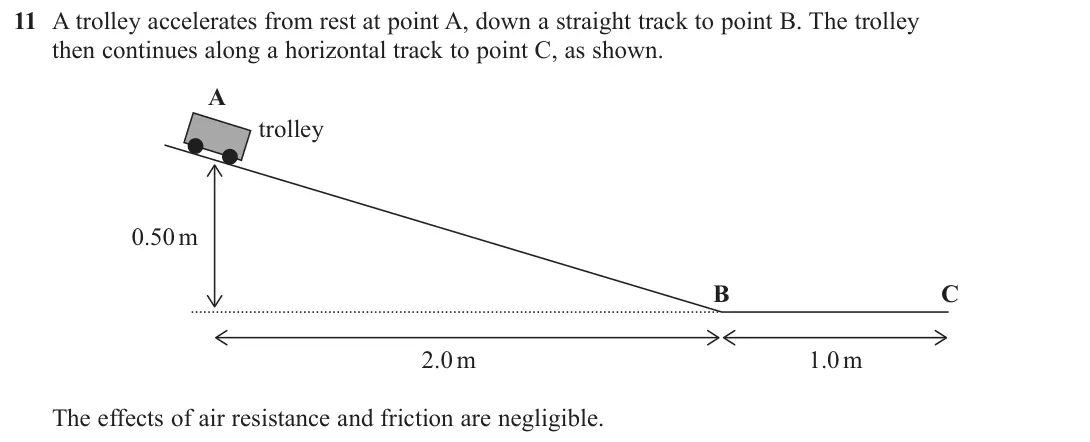 11 A trolley accelerates from rest at point A, down a straight track to point B. The trolley
then continues along a horizontal track to point C, as shown.
A
trolley
0.50 m
B
C
2.0 m
1.0 m
The effects of air resistance and friction are negligible.